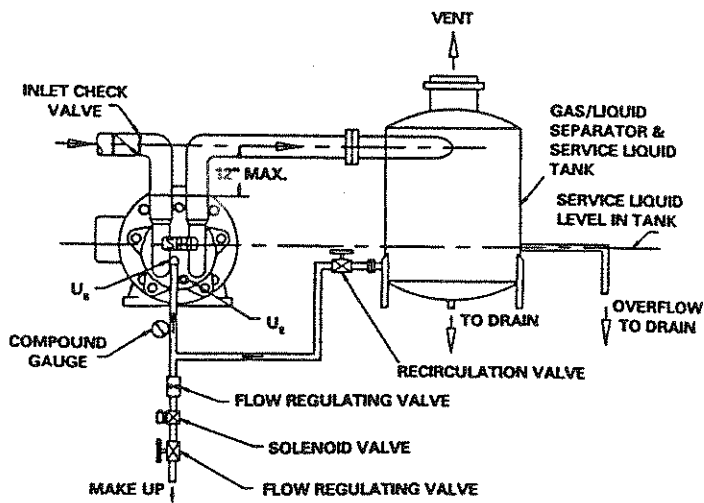 VENT
INLET CHECK
VALVE
GAS/LIQUID
SEPARATOR &
SERVICE LIQUID
TANK
12" MAX.
SERVICE LIQUID
LEVEL IN TANK
COMPOUND
GAUGE
TO DRAIN
OVERFLOW
TO DRAIN
RECIRCULATION VALVE
FLOW REGULATING VALVE
SOLENOID VALVE
MAKE UP
FLOW REGULATING VALVE